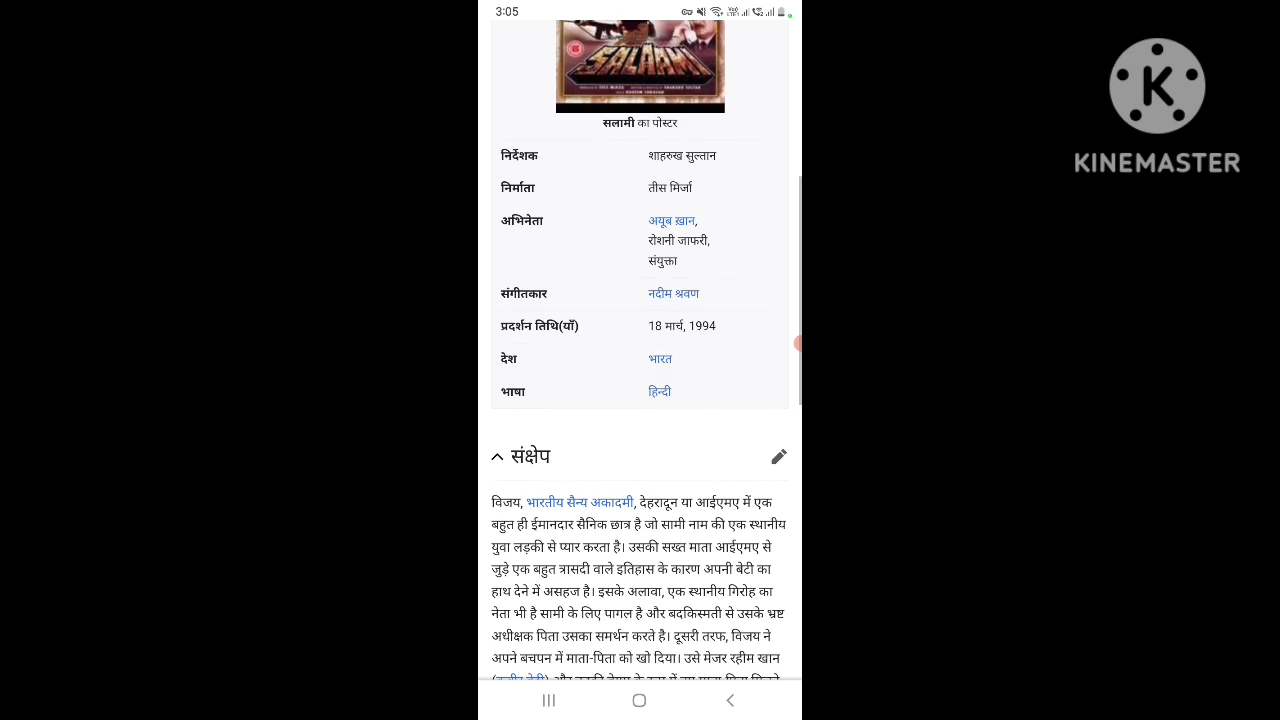 3:05
SALAAMI
सलामी का पोस्टर
निर्देशक शाहरुख सुल्तान
निर्माता तीस मिर्जा
अभिनेता अयूब ख़ान,
रोशनी जाफरी,
संयुक्ता
संगीतकार नदीम श्रवण
प्रदर्शन तिथि(याँ) 18 मार्च, 1994
देश भारत
भाषा हिन्दी
संक्षेप
विजय, भारतीय सैन्य अकादमी, देहरादून या आईएमए में एक
बहुत ही ईमानदार सैनिक छात्र है जो सामी नाम की एक स्थानीय
युवा लड़की से प्यार करता है। उसकी सख्त माता आईएमए से
जुड़े एक बहुत त्रासदी वाले इतिहास के कारण अपनी बेटी का
हाथ देने में असहज है। इसके अलावा, एक स्थानीय गिरोह का
नेता भी है सामी के लिए पागल है और बदकिस्मती से उसके भ्रष्ट
अधीक्षक पिता उसका समर्थन करते है। दूसरी तरफ, विजय ने
अपने बचपन में माता-पिता को खो दिया। उसे मेजर रहीम खान
K
KINEMASTER